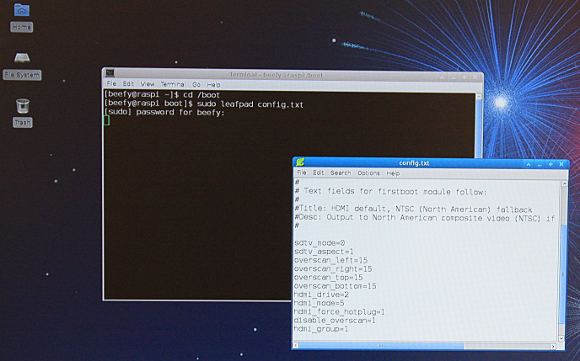 Home
File System
Trash
Terminal - beefy@raspi:/boot
File Edit View Terminal Go Help
[beefy@raspi ~]$ cd /boot
[beefy@raspi boot]$ sudo leafpad config.txt
[sudo] password for beefy:
config.txt
File Edit Search Options Help
#
# Text fields for firstboot module follow:
#
#Title: HDMI default, NTSC (North American) fallback
#Desc: Output to North American composite video (NTSC) if
#
sdtv_mode=0
sdtv_aspect=1
overscan_left=15
overscan_right=15
overscan_top=15
overscan_bottom=15
hdmi_drive=2
hdmi_mode=5
hdmi_force_hotplug=1
disable_overscan=1
hdmi_group=1